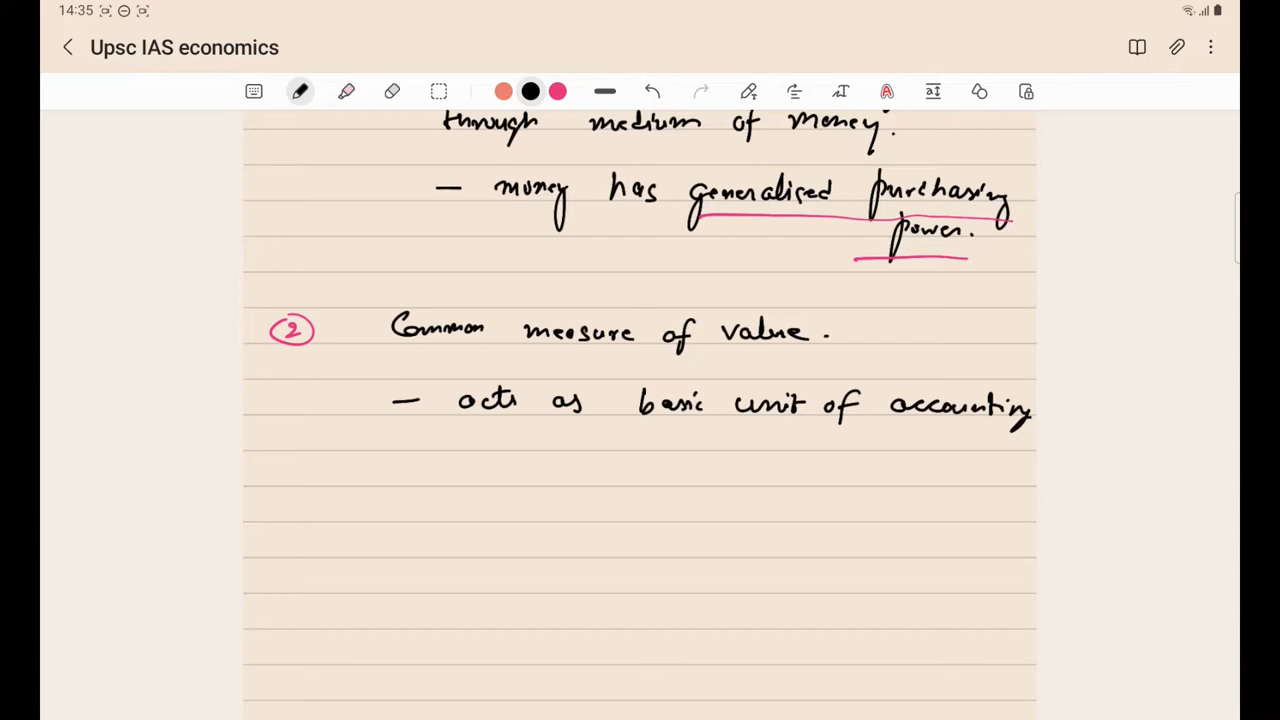 14:35
Upsc IAS economics
through medium of money".
— money has generalised purchasing
power.
② Common measure of value.
— acts as basic unit of accounting